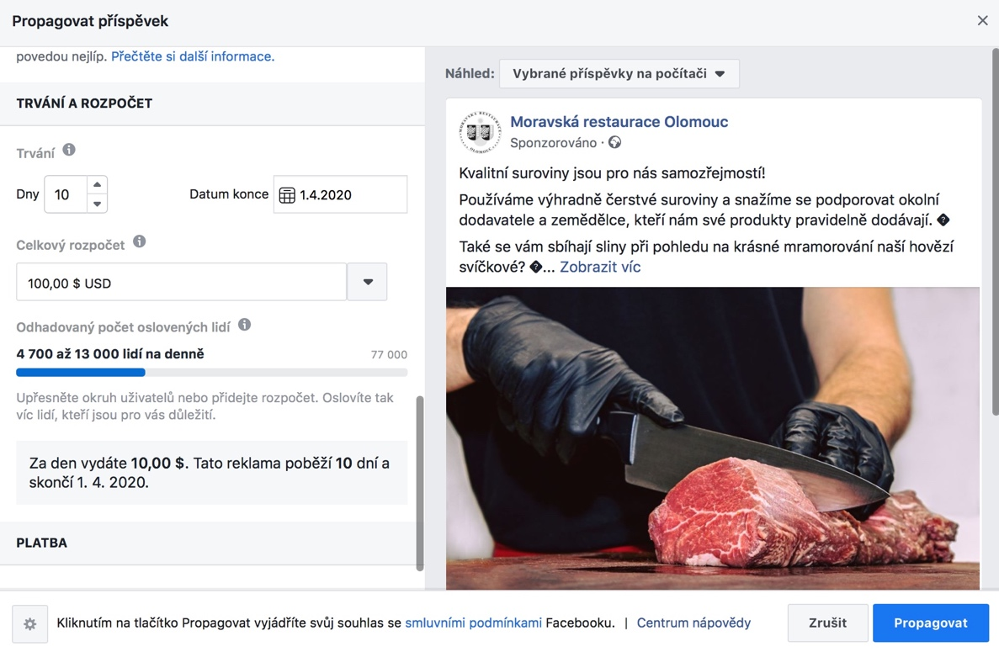 Propagovat příspěvek
povedou nejlíp. Přečtěte si další informace.
TRVÁNÍ A ROZPOČET
Trvání
Dny 10 Datum konce 1.4.2020
Celkový rozpočet
100,00 $ USD
Odhadovaný počet oslovených lidí
4 700 až 13 000 lidí na denně 77 000
Upřesněte okruh uživatelů nebo přidejte rozpočet. Oslovíte tak
víc lidí, kteří jsou pro vás důležití.
Za den vydáte 10,00 $. Tato reklama poběží 10 dní a
skončí 1. 4. 2020.
PLATBA
Náhled: Vybrané příspěvky na počítači
MORAVSKÁ RESTAURACE
OLOMOUC
Moravská restaurace Olomouc
Sponzorováno ·
Kvalitní suroviny jsou pro nás samozřejmostí!
Používáme výhradně čerstvé suroviny a snažíme se podporovat okolní
dodavatele a zemědělce, kteří nám své produkty pravidelně dodávají. �
Také se vám sbíhají sliny při pohledu na krásné mramorování naší hovězí
svíčkové? �... Zobrazit víc
Kliknutím na tlačítko Propagovat vyjádříte svůj souhlas se smluvními podmínkami Facebooku. | Centrum nápovědy
Zrušit
Propagovat